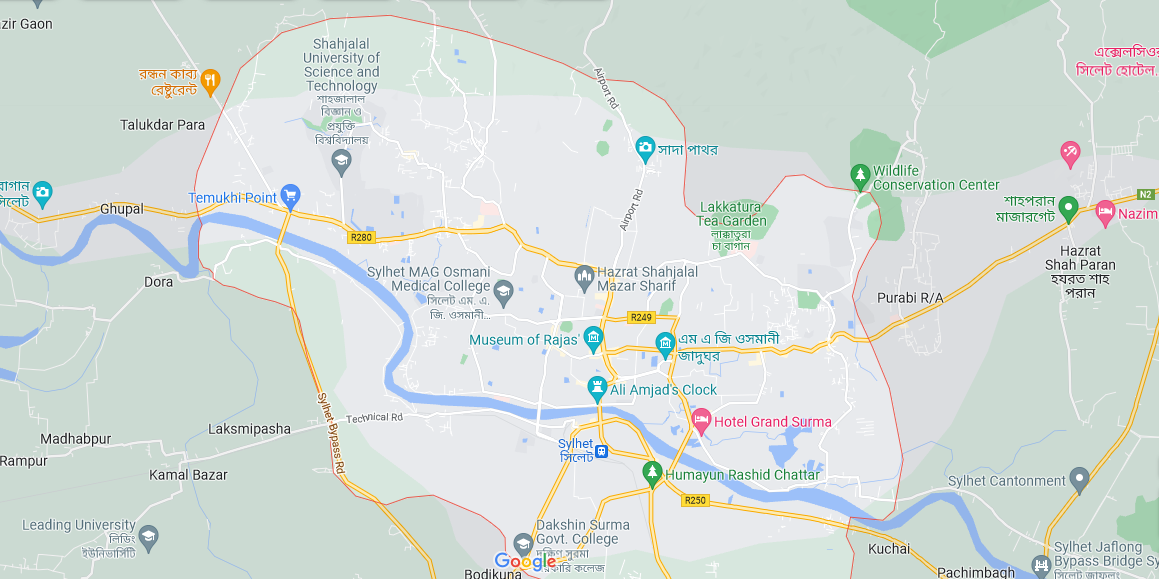 zir Gaon
এক্সেলসিওর
সিলেট হোটেল.
Shahjalal
University of
Science and
Technology
শাহজালাল
বিজ্ঞান ও
প্রযুক্তি
বিশ্ববিদ্যালয়
রন্ধন কাব্য
রেষ্টুরেন্ট
Airport Rd
Talukdar Para
সাদা পাথর
Wildlife
Conservation Center
বাগান
সিলেট
Temukhi Point
Ghupal
Airport Rd
Lakkatura
Tea Garden
লাক্কাতুরা
চা বাগান
N2
শাহপরান
মাজারগেট
Nazim
R280
Hazrat
Shah Paran
হযরত শাহ
পরান
Dora
Sylhet MAG Osmani
Medical College
সিলেট এম. এ.
জি. ওসমানী...
Hazrat Shahjalal
Mazar Sharif
Purabi R/A
R249
Museum of Rajas'
এম এ জি ওসমানী
জাদুঘর
Ali Amjad's Clock
Sylhet Bypass Rd
Technical Rd
Hotel Grand Surma
Laksmipasha
Madhabpur
Sylhet
সিলেট
Rampur
Kamal Bazar
Humayun Rashid Chattar
Sylhet Cantonment
R250
Leading University
লিডিং
ইউনিভার্সিটি
Dakshin Surma
Govt. College
দক্ষিণ সুরমা
সরকারি কলেজ
Google
Kuchai
Sylhet Jaflong
Bypass Bridge Sy
সিলেট জাফলং
Bodikuna
Pachimbagh